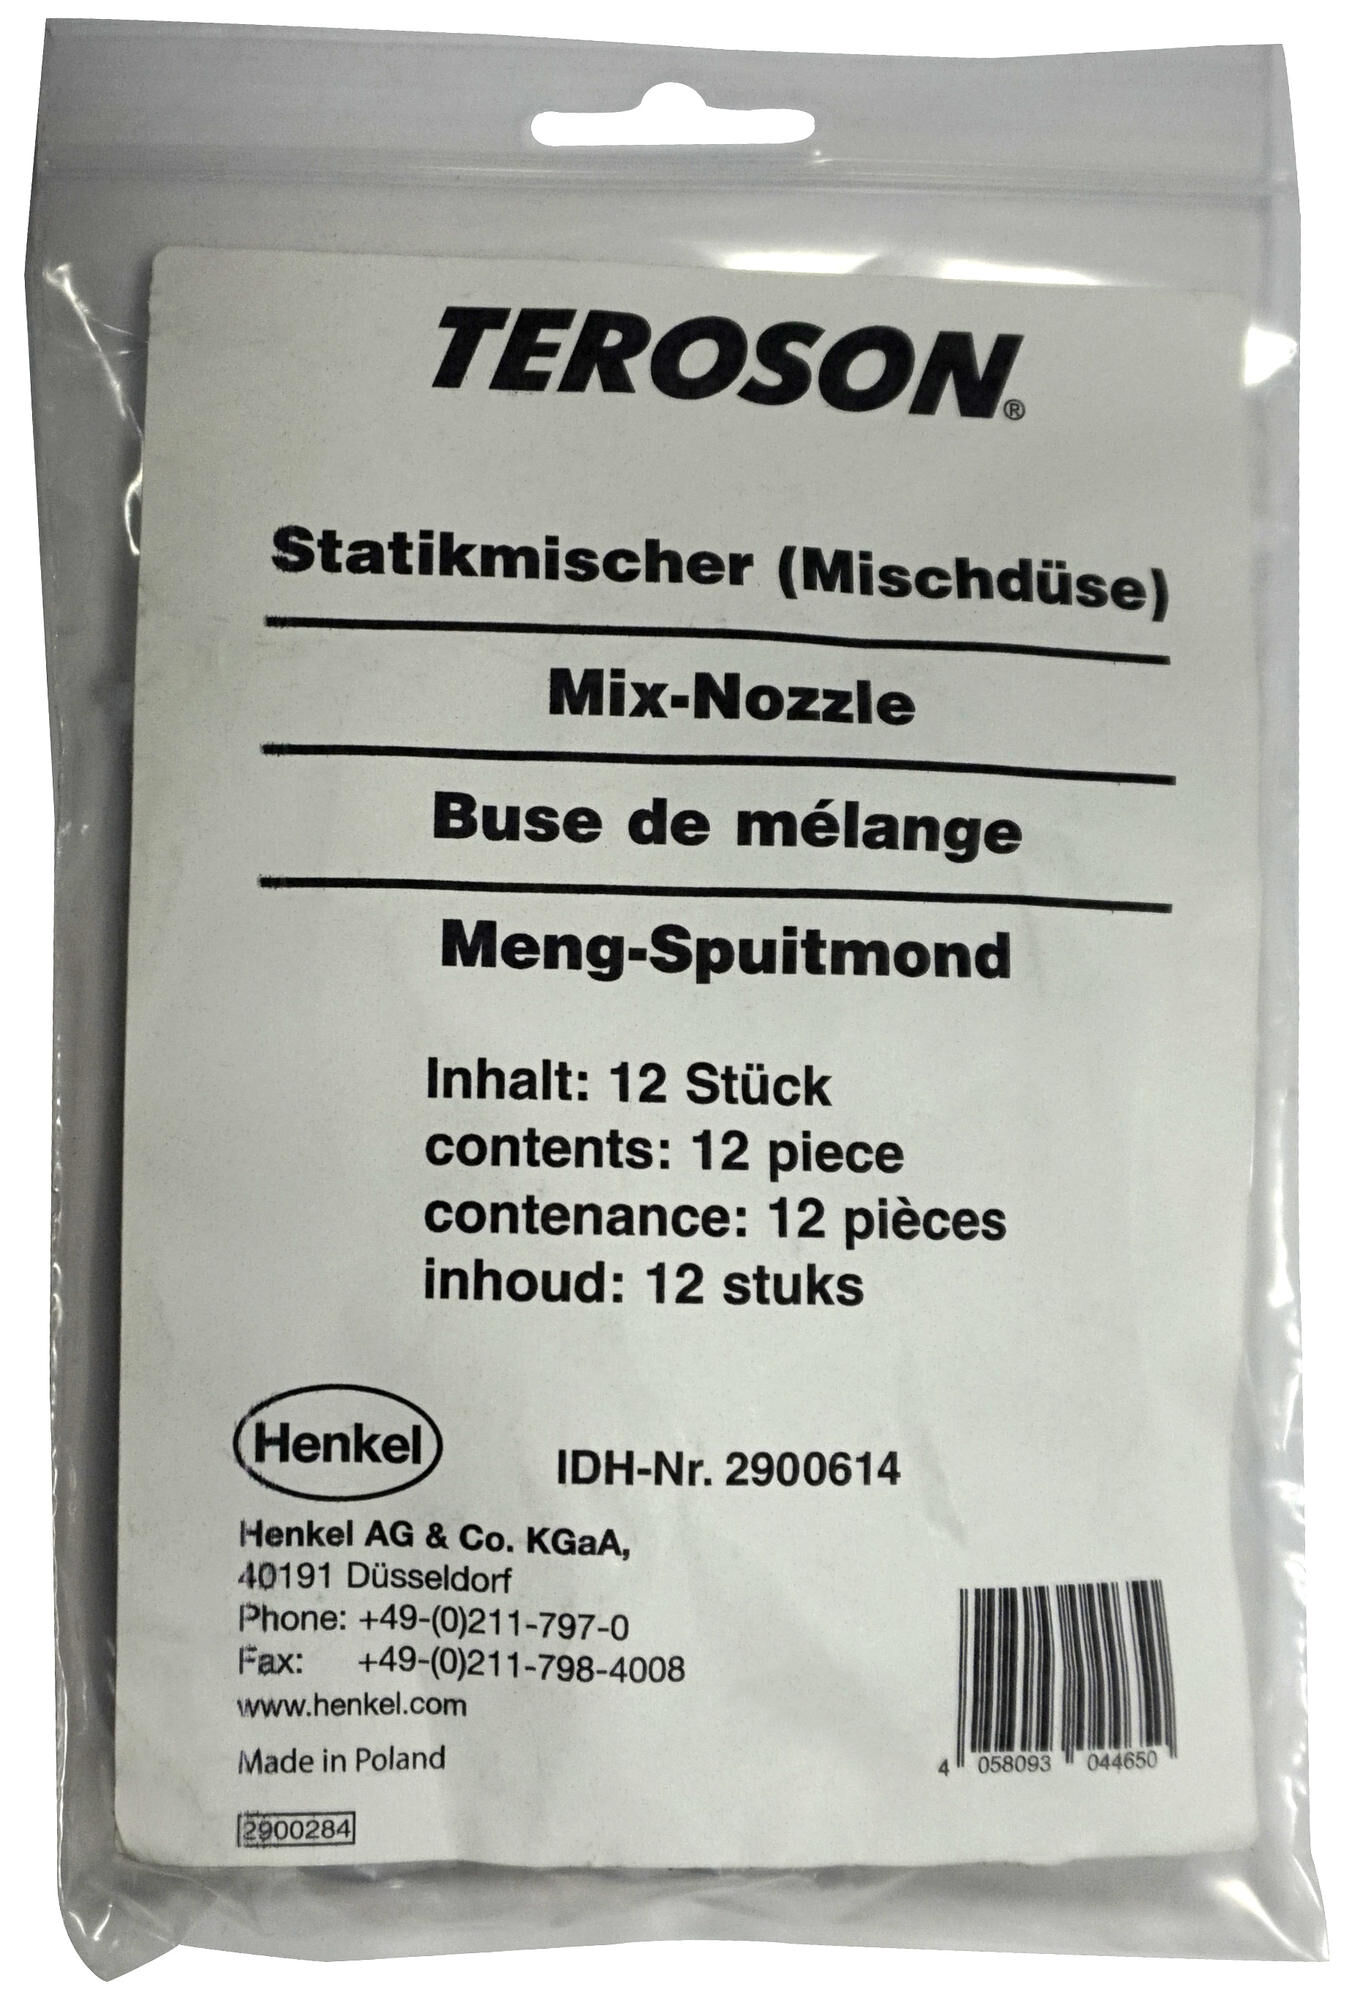 TEROSON®
Statikmischer (Mischdüse)
Mix-Nozzle
Buse de mélange
Meng-Spuitmond
Inhalt: 12 Stück
contents: 12 piece
contenance: 12 pièces
inhoud: 12 stuks
Henkel
IDH-Nr. 2900614
Henkel AG & Co. KGaA,
40191 Düsseldorf
Phone: +49-(0)211-797-0
Fax: +49-(0)211-798-4008
www.henkel.com
Made in Poland
2900284
4 058093 044650